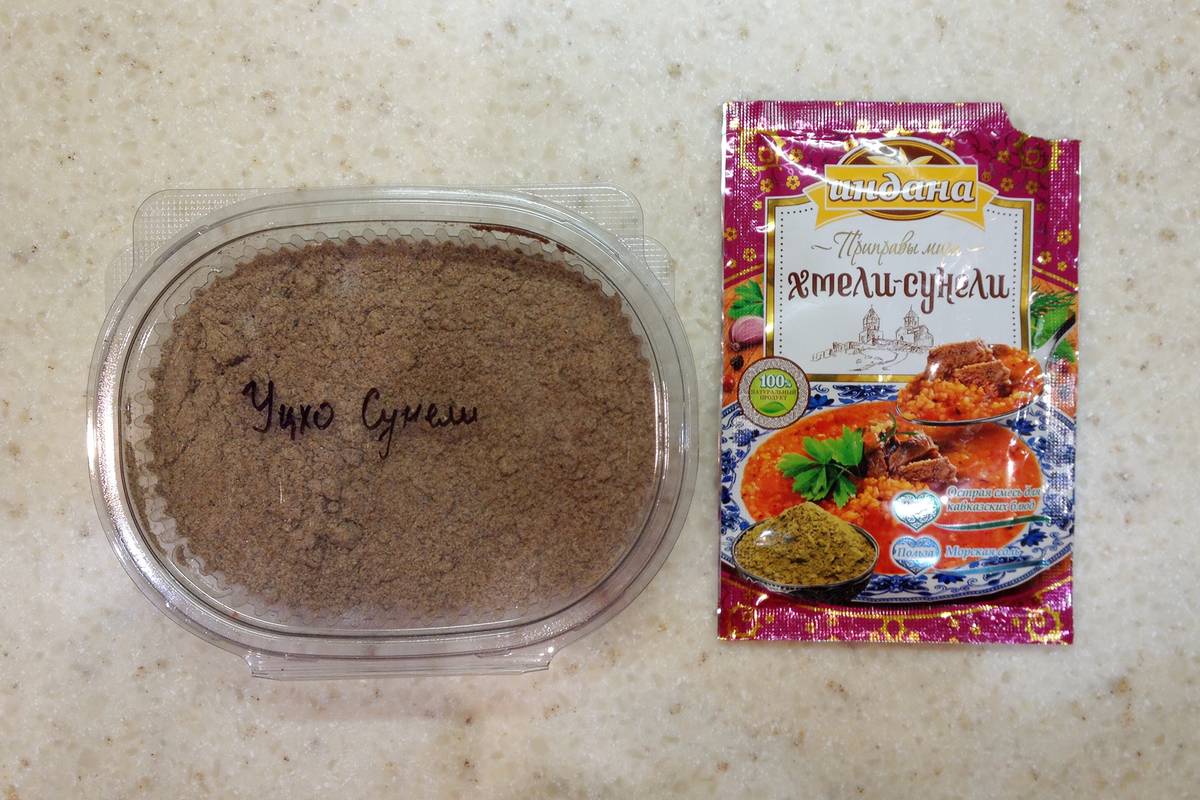 Уцхо Сунели
индана
Приправы мира
хмели-сунели
100%
НАТУРАЛЬНЫЙ
ПРОДУКТ
Острая смесь для
кавказских блюд
Польза
Морская соль